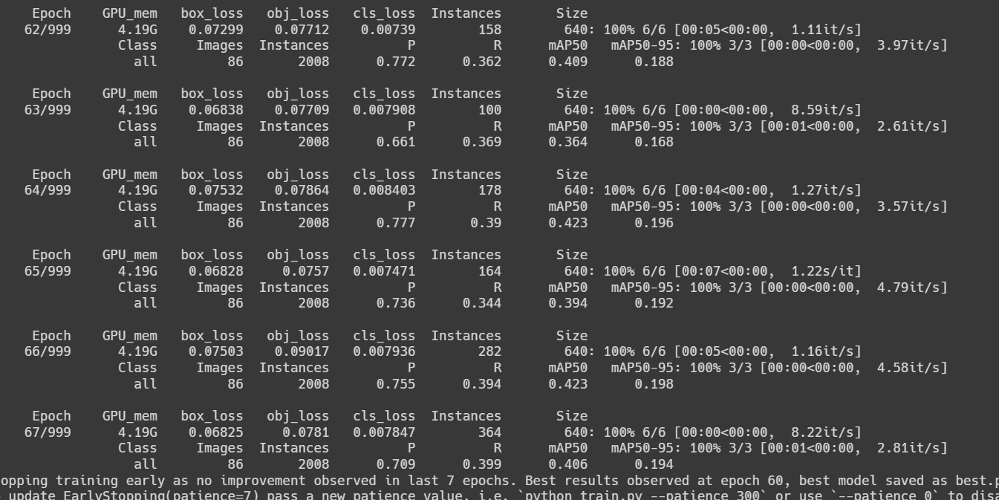 Epoch GPU_mem box_loss obj_loss cls_loss Instances Size
62/999 4.19G 0.07299 0.07712 0.00739 158 640: 100% 6/6 [00:05<00:00, 1.11it/s]
Class Images Instances P R mAP50 mAP50-95: 100% 3/3 [00:00<00:00, 3.97it/s]
all 86 2008 0.772 0.362 0.409 0.188
Epoch GPU_mem box_loss obj_loss cls_loss Instances Size
63/999 4.19G 0.06838 0.07709 0.007908 100 640: 100% 6/6 [00:00<00:00, 8.59it/s]
Class Images Instances P R mAP50 mAP50-95: 100% 3/3 [00:01<00:00, 2.61it/s]
all 86 2008 0.661 0.369 0.364 0.168
Epoch GPU_mem box_loss obj_loss cls_loss Instances Size
64/999 4.19G 0.07532 0.07864 0.008403 178 640: 100% 6/6 [00:04<00:00, 1.27it/s]
Class Images Instances P R mAP50 mAP50-95: 100% 3/3 [00:00<00:00, 3.57it/s]
all 86 2008 0.777 0.39 0.423 0.196
Epoch GPU_mem box_loss obj_loss cls_loss Instances Size
65/999 4.19G 0.06828 0.0757 0.007471 164 640: 100% 6/6 [00:07<00:00, 1.22s/it]
Class Images Instances P R mAP50 mAP50-95: 100% 3/3 [00:00<00:00, 4.79it/s]
all 86 2008 0.736 0.344 0.394 0.192
Epoch GPU_mem box_loss obj_loss cls_loss Instances Size
66/999 4.19G 0.07503 0.09017 0.007936 282 640: 100% 6/6 [00:05<00:00, 1.16it/s]
Class Images Instances P R mAP50 mAP50-95: 100% 3/3 [00:00<00:00, 4.58it/s]
all 86 2008 0.755 0.394 0.423 0.198
Epoch GPU_mem box_loss obj_loss cls_loss Instances Size
67/999 4.19G 0.06825 0.0781 0.007847 364 640: 100% 6/6 [00:00<00:00, 8.22it/s]
Class Images Instances P R mAP50 mAP50-95: 100% 3/3 [00:01<00:00, 2.81it/s]
all 86 2008 0.709 0.399 0.406 0.194
opping training early as no improvement observed in last 7 epochs. Best results observed at epoch 60, best model saved as best.p
update EarlyStopping(patience=7) pass a new patience value, i.e. `python train.py --patience 300` or use `--patience 0` to disa